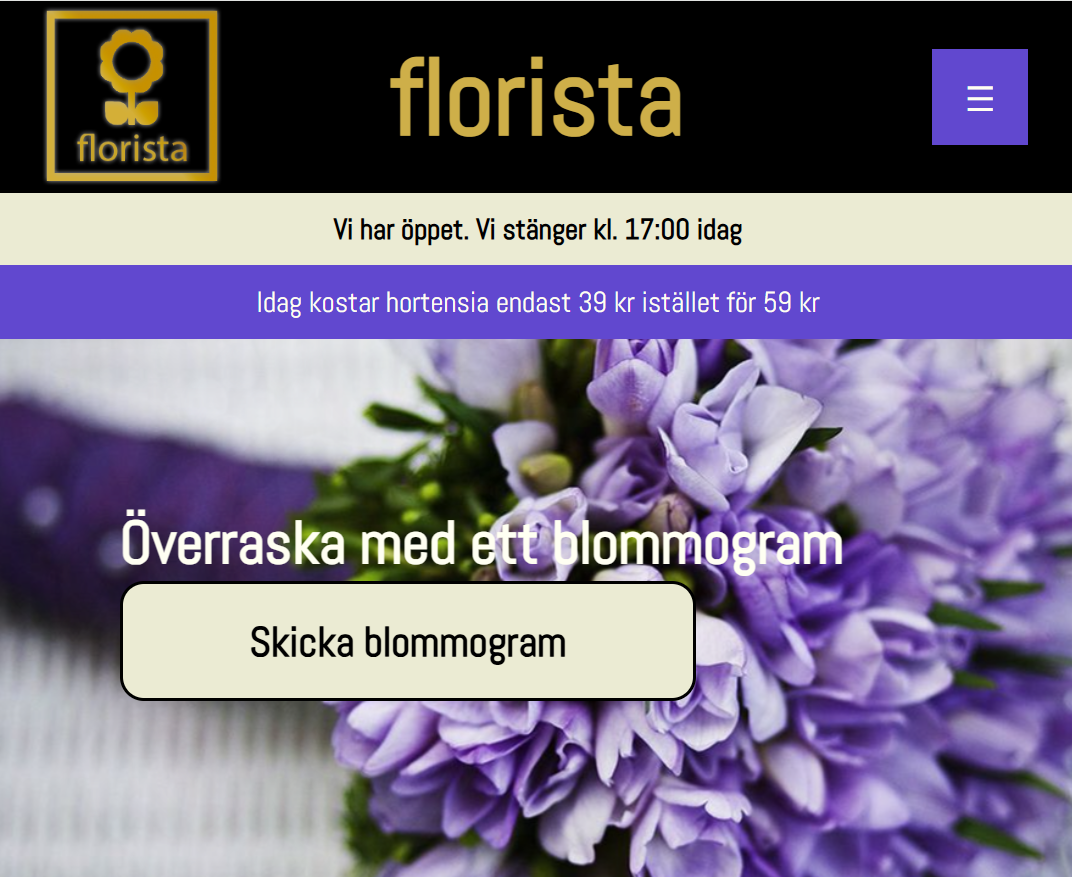 florista
florista
☰
Vi har öppet. Vi stänger kl. 17:00 idag
Idag kostar hortensia endast 39 kr istället för 59 kr
Överraska med ett blommogram
Skicka blommogram